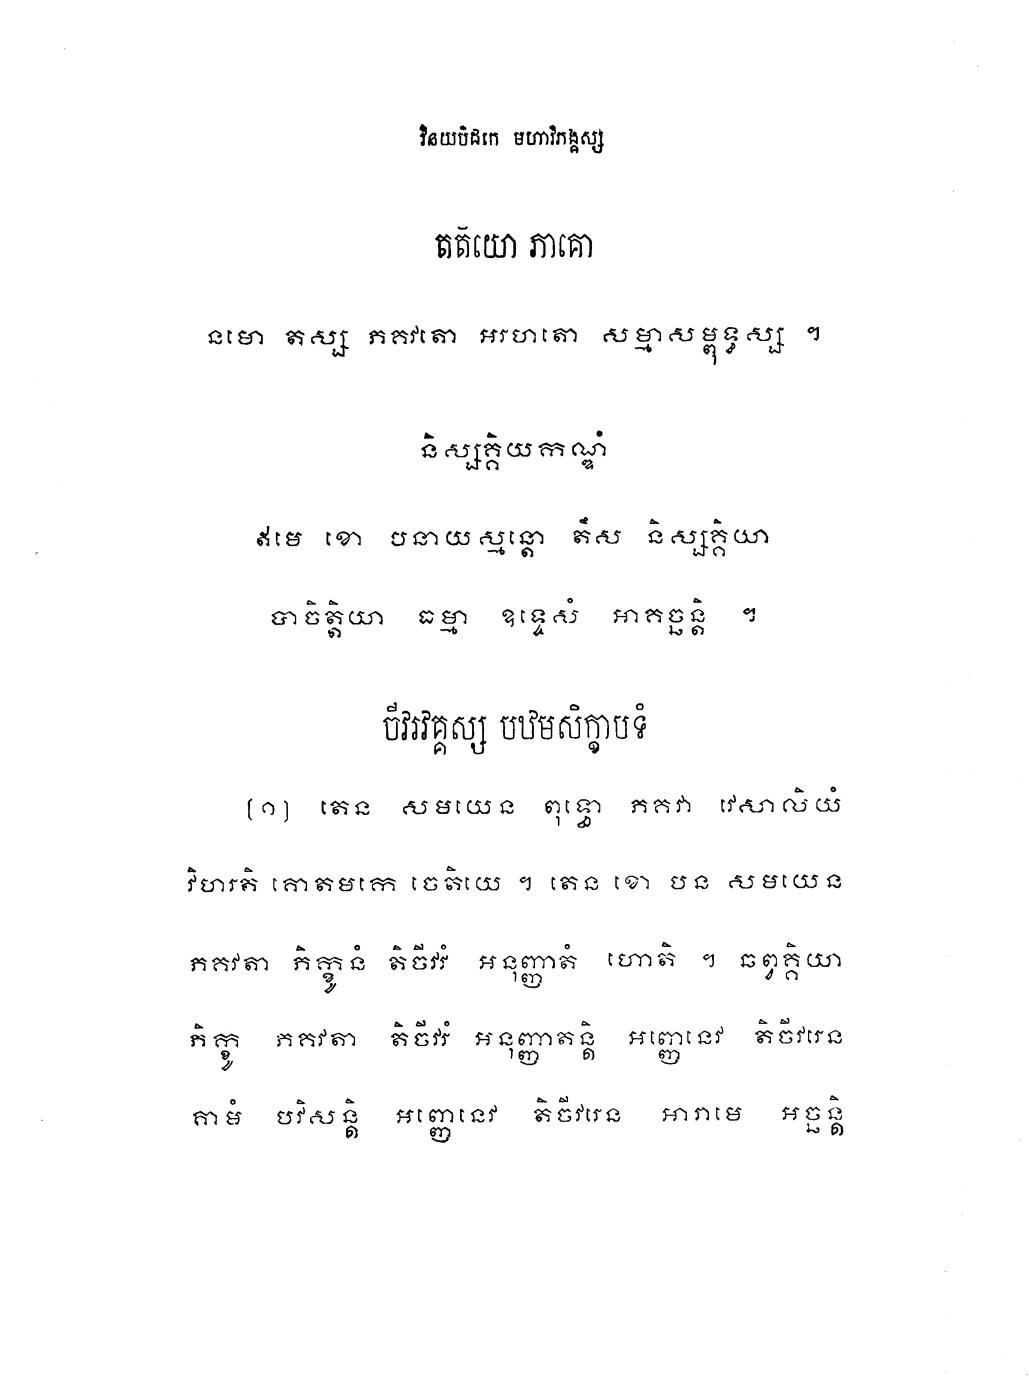 វិនយបិដកេ មហាវិភង្គស្ស
តតិយោ ភាគោ
នមោ តស្ស ភគវតោ អរហតោ សម្មាសម្ពុទ្ធស្ស ។
និស្សគ្គិយកណ្ឌំ
ឥមេ ខោ បនាយស្មន្តោ តឹស និស្សគ្គិយា
បាចិត្តិយា ធម្មា ឧទ្ទេសំ អាគច្ឆន្តិ ។
ចីវរវគ្គស្ស បឋមសិក្ខាបទំ
(១) តេន សមយេន ពុទ្ធោ ភគវា វេសាលិយំ
វិហរតិ គោតមកេ ចេតិយេ ។ តេន ខោ បន សមយេន
ភគវតា ភិក្ខូនំ តិចីវរំ អនុញ្ញាតំ ហោតិ ។ ឆព្វគ្គិយា
ភិក្ខូ ភគវតា តិចីវរំ អនុញ្ញាតន្តិ អញ្ញេនេវ តិចីវរេន
គាមំ បវិសន្តិ អញ្ញេនេវ តិចីវរេន អារាមេ អច្ឆន្តិ